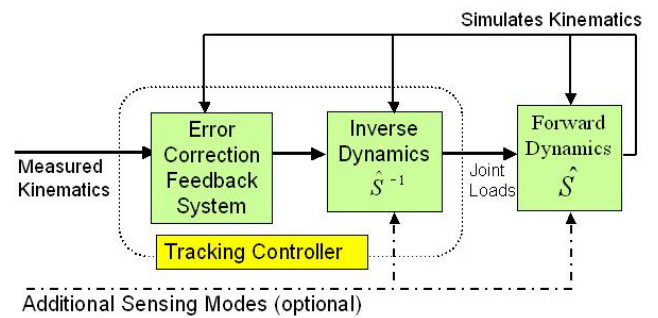 Simulates Kinematics
Error
Correction
Feedback
System
Inverse
Dynamics
Ŝ -1
Forward
Dynamics
Ŝ
Measured
Kinematics
Joint
Loads
Tracking Controller
Additional Sensing Modes (optional)